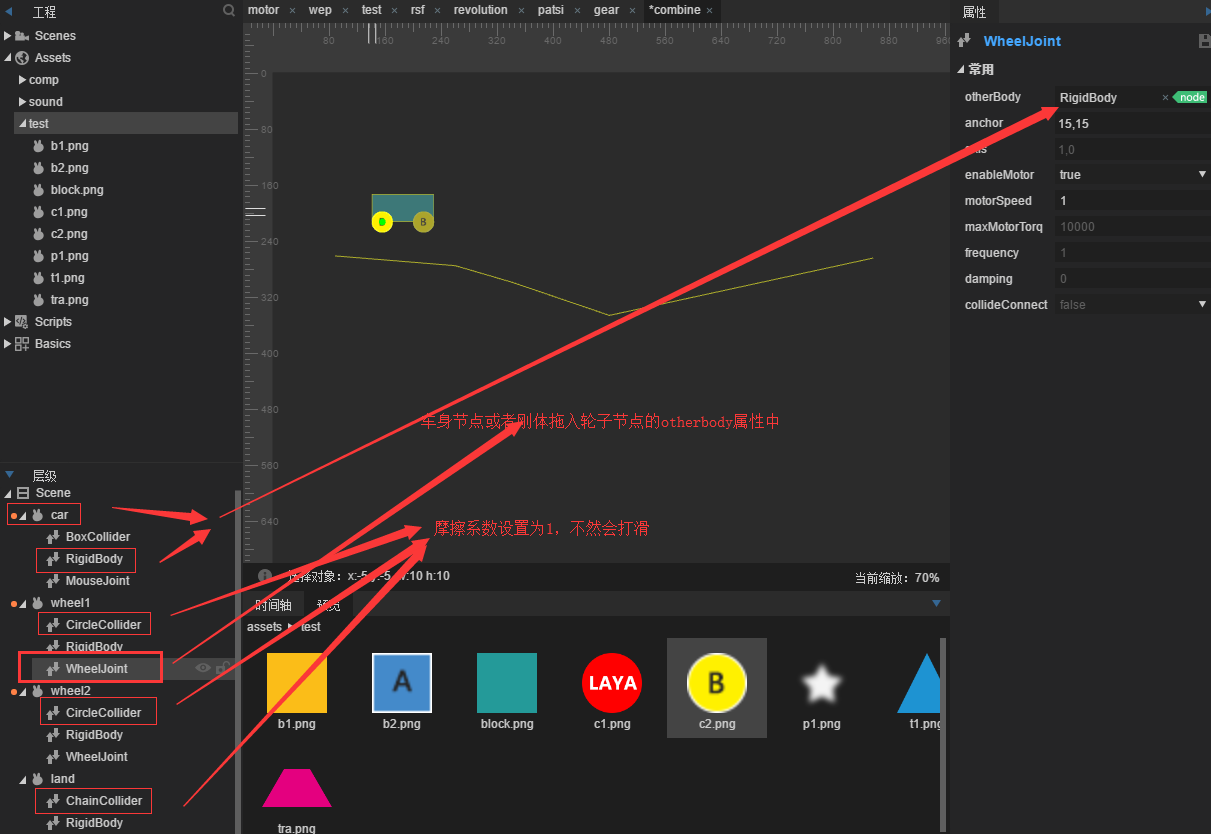 工程
Scenes
Assets
comp
sound
test
b1.png
b2.png
block.png
c1.png
c2.png
p1.png
t1.png
tra.png
Scripts
Basics
层级
Scene
car
BoxCollider
RigidBody
MouseJoint
wheel1
CircleCollider
RigidBody
WheelJoint
wheel2
CircleCollider
RigidBody
WheelJoint
land
ChainCollider
RigidBody
motor × wep × test × rsf × revolution × patsi × gear × *combine ×
80 160 240 320 400 480 560 640 720 800 880 960
0
80
160
240
320
400
480
560
640
B
车身节点或者刚体拖入轮子节点的otherbody属性中
摩擦系数设置为1，不然会打滑
选择对象: x:-5 y:-5 w:10 h:10
当前缩放: 70%
时间轴 预览
assets test
A
LAYA
B
b1.png b2.png block.png c1.png c2.png p1.png t1.png
tra.png
属性
WheelJoint
常用
otherBody RigidBody × node
anchor 15,15
axis 1,0
enableMotor true
motorSpeed 1
maxMotorTorq 10000
frequency 1
damping 0
collideConnect false